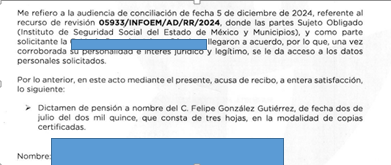 Me refiero a la audiencia de conciliación de fecha 5 de diciembre de 2024, referente al
recurso de revisión 05933/INFOEM/AD/RR/2024, donde las partes Sujeto Obligado
(Instituto de Seguridad Social del Estado de México y Municipios), y como parte
solicitante la llegaron a acuerdo, por lo que, una vez
corroborada su personalidad e interés jurídico y legítimo, se le da acceso a los datos
personales solicitados.
Por lo anterior, en este acto mediante el presente, acusa de recibo, a entera satisfacción,
lo siguiente:
➢ Dictamen de pensión a nombre del C. Felipe González Gutiérrez, de fecha dos de
julio del dos mil quince, que consta de tres hojas, en la modalidad de copias
certificadas.
Nombre: